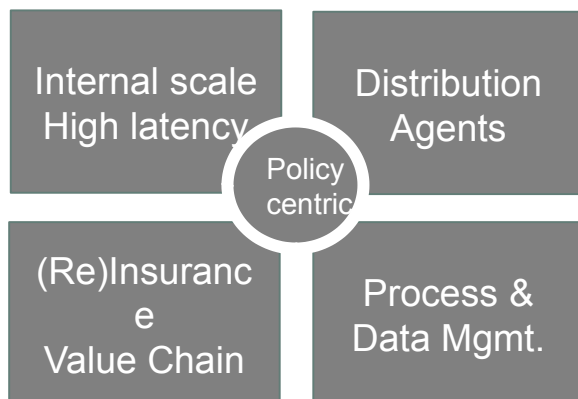 Internal scale
High latency
Distribution
Agents
Policy
centric
(Re)Insuranc
e
Value Chain
Process &
Data Mgmt.